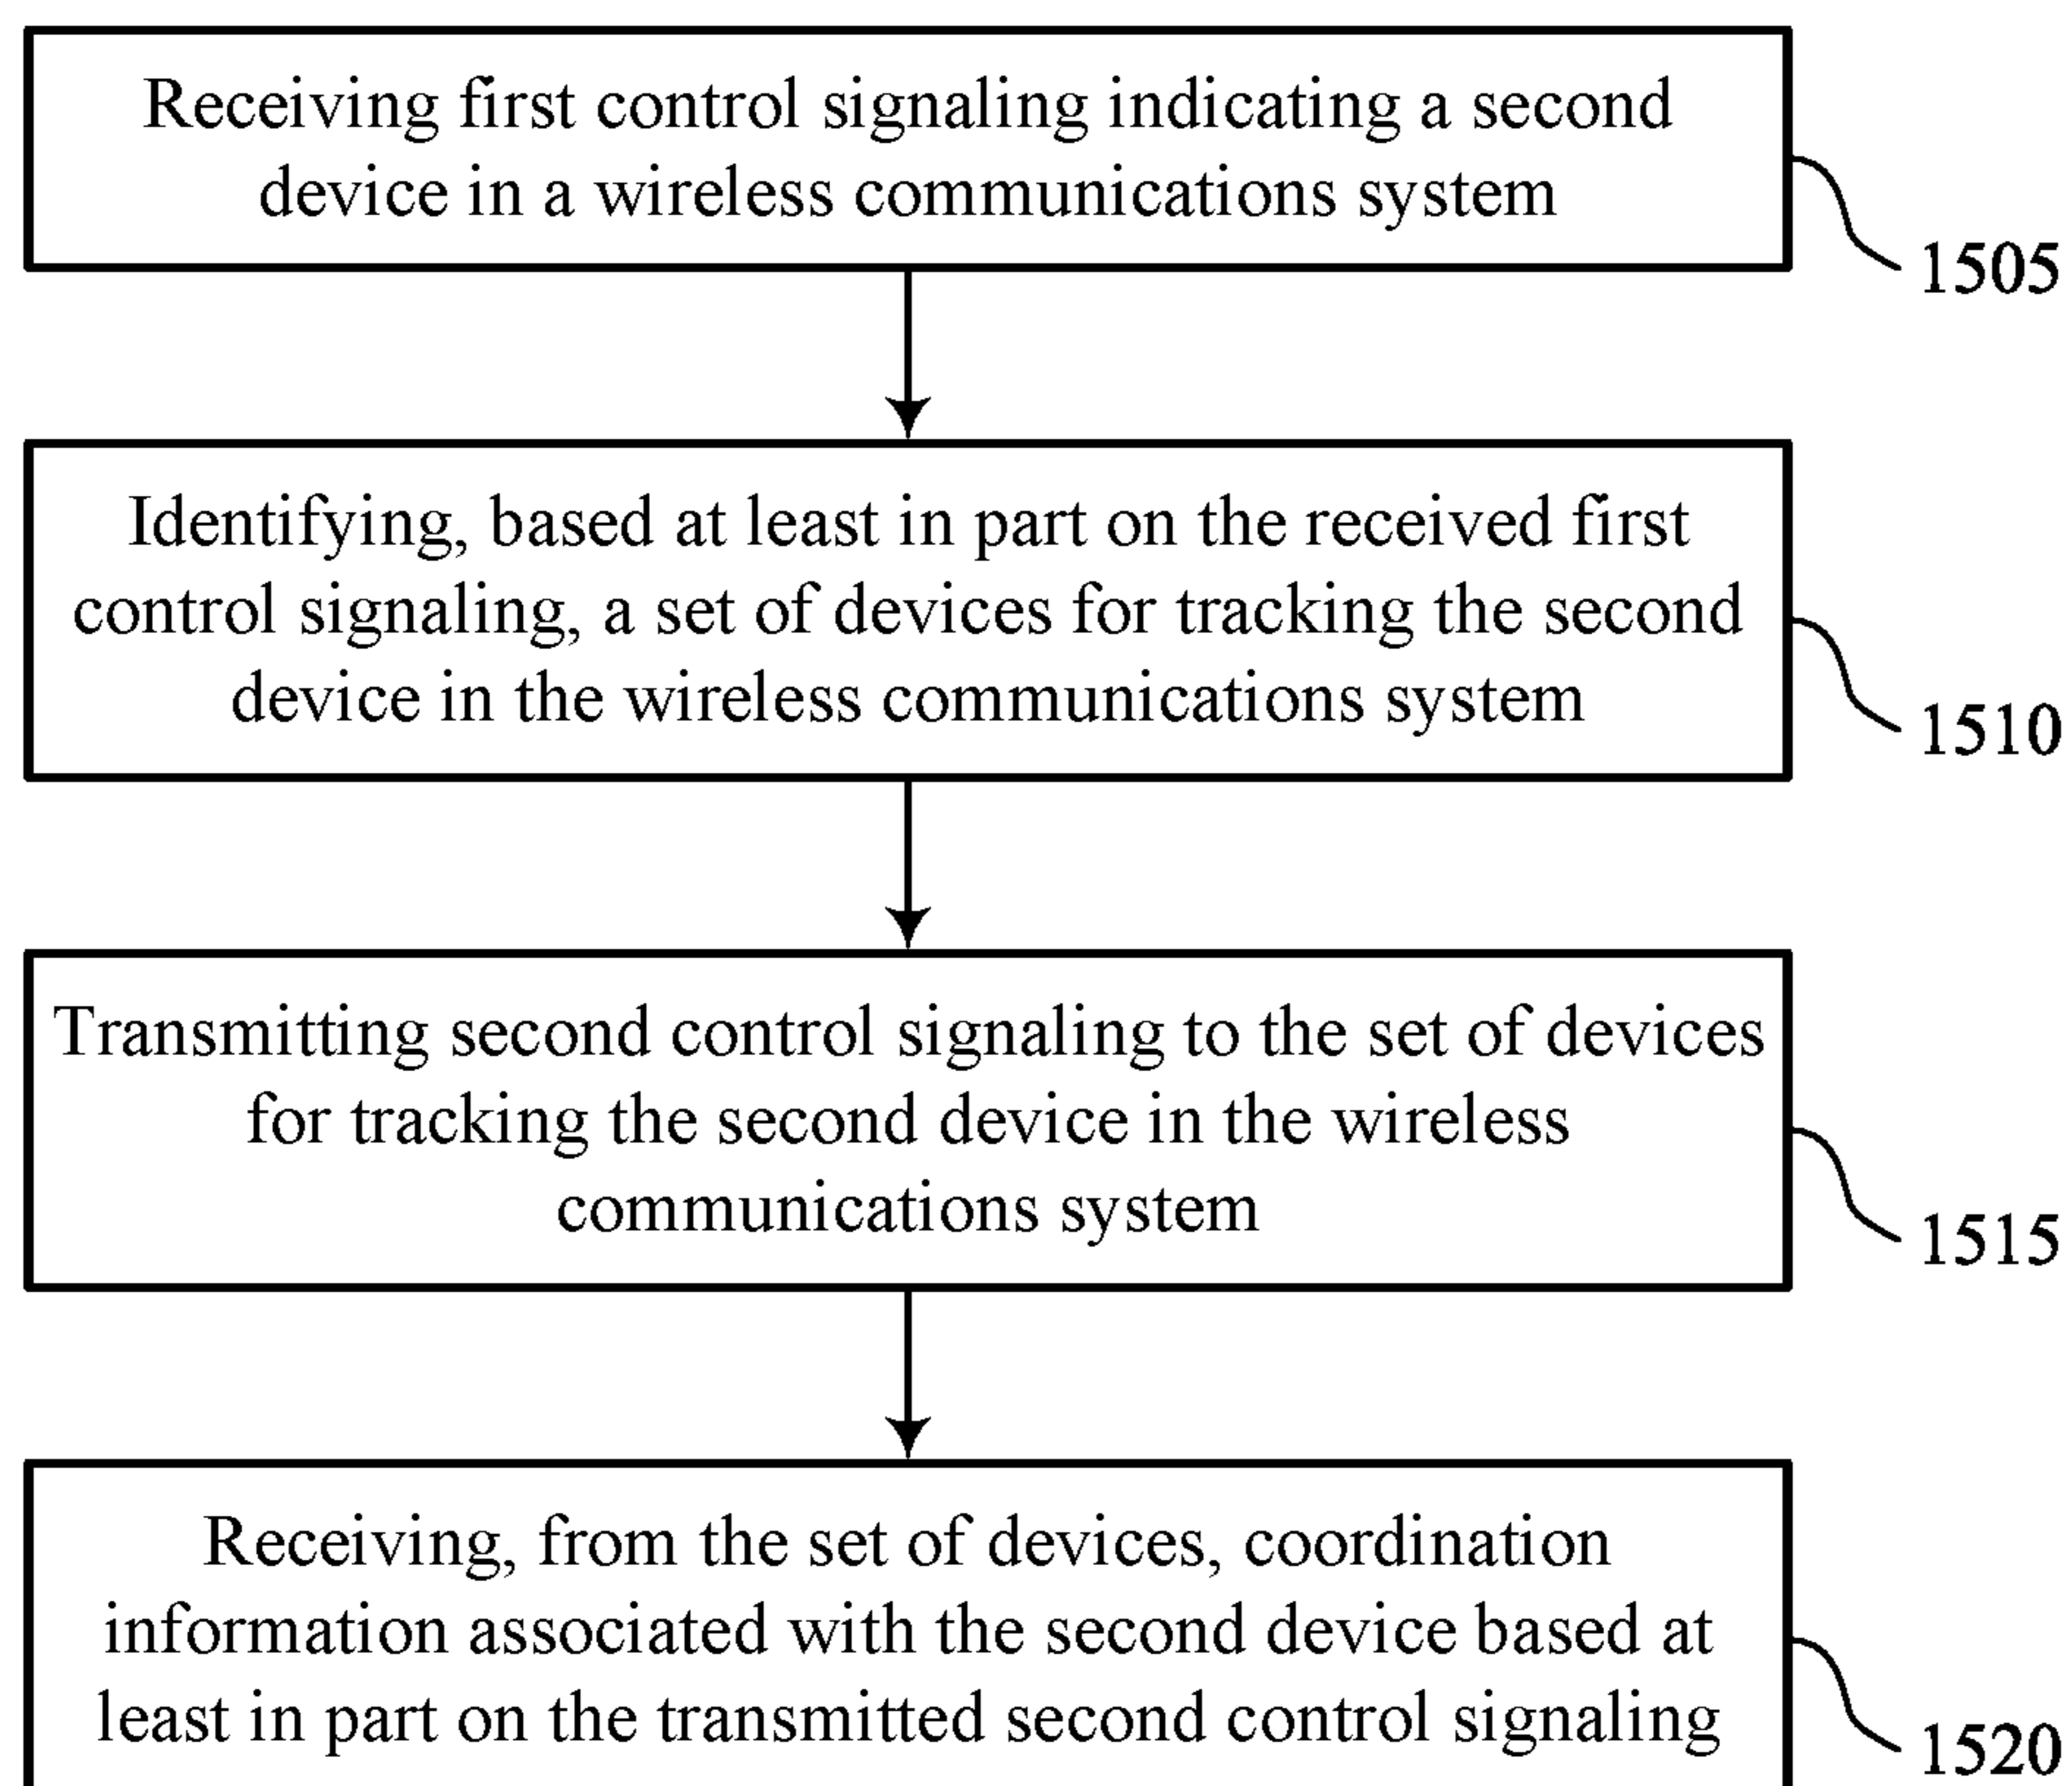 Receiving first control signaling indicating a second
device in a wireless communications system
1505
Identifying, based at least in part on the received first
control signaling, a set of devices for tracking the second
device in the wireless communications system
1510
Transmitting second control signaling to the set of devices
for tracking the second device in the wireless
communications system
1515
Receiving, from the set of devices, coordination
information associated with the second device based at
least in part on the transmitted second control signaling
1520